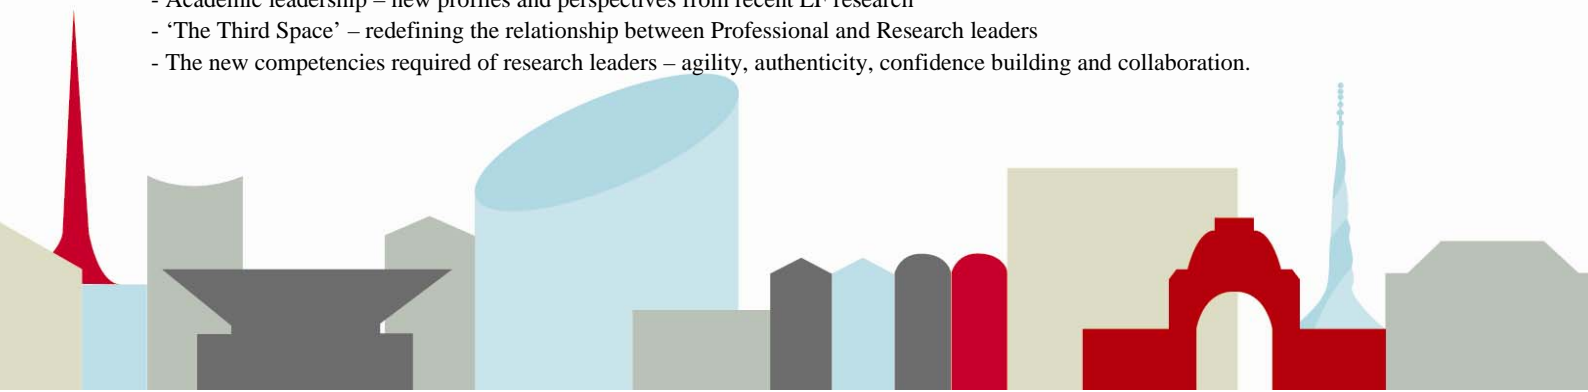 - Academic leadership – new profiles and perspectives from recent LF research
- ‘The Third Space’ – redefining the relationship between Professional and Research leaders
- The new competencies required of research leaders – agility, authenticity, confidence building and collaboration.